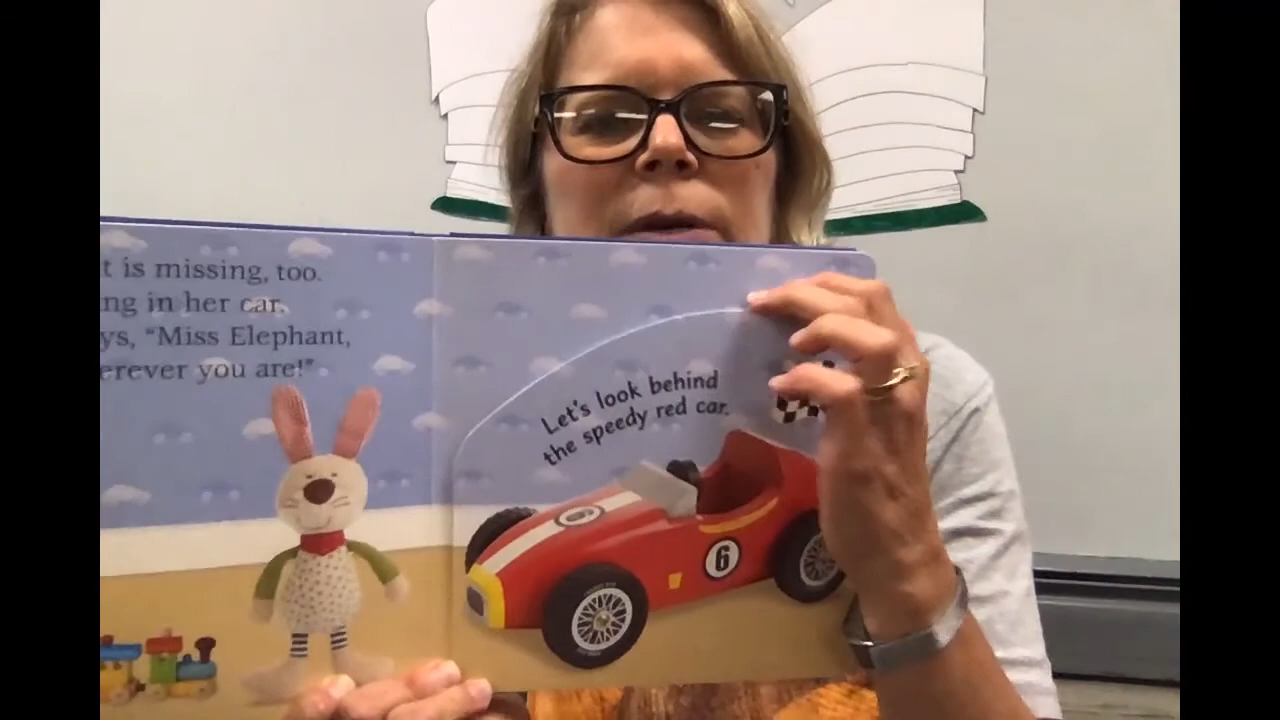 t is missing, too.
ng in her car.
ys, "Miss Elephant,
erever you are!"
Let's look behind
the speedy red car.
6
6